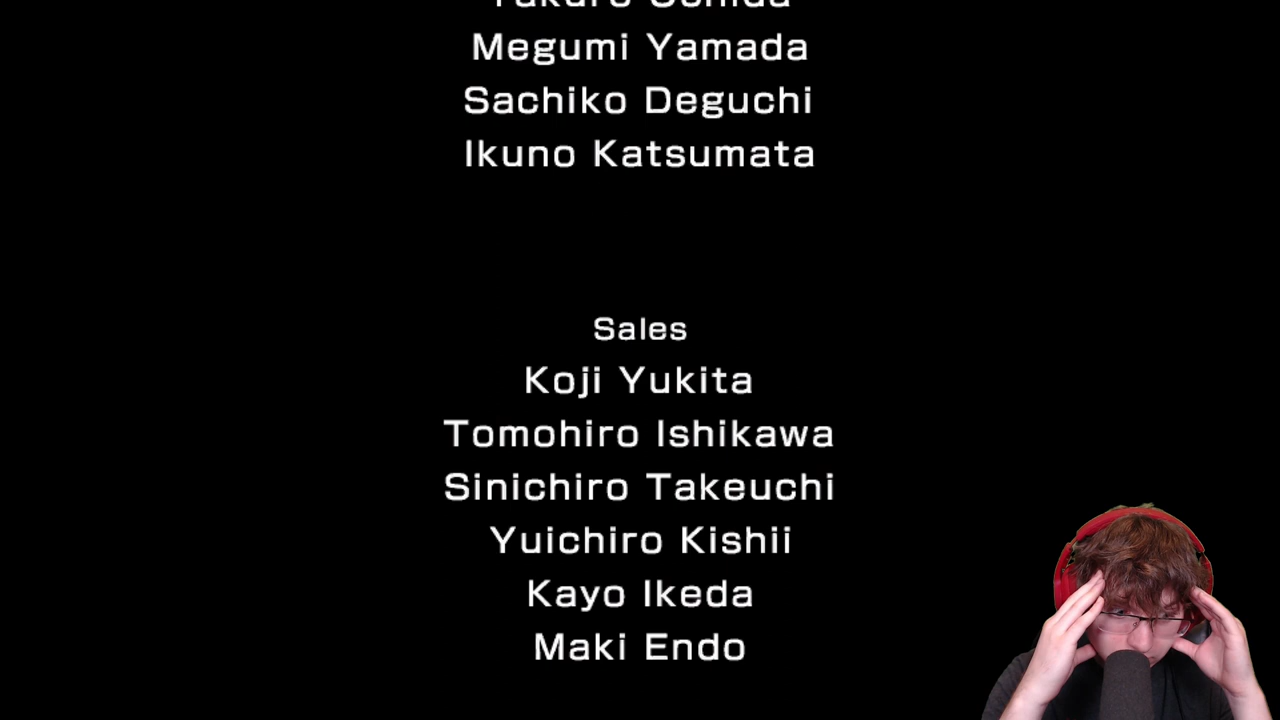 Megumi Yamada
Sachiko Deguchi
Ikuno Katsumata
Sales
Koji Yukita
Tomohiro Ishikawa
Sinichiro Takeuchi
Yuichiro Kishii
Kayo Ikeda
Maki Endo